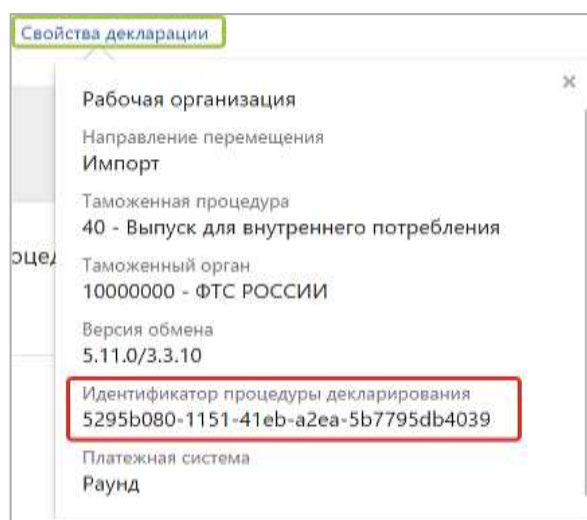 Свойства декларации
Рабочая организация
Направление перемещения
Импорт
Таможенная процедура
40 - Выпуск для внутреннего потребления
Таможенный орган
10000000 - ФТС РОССИИ
Версия обмена
5.11.0/3.3.10
Идентификатор процедуры декларирования
5295b080-1151-41eb-a2ea-5b7795db4039
Платежная система
Раунд